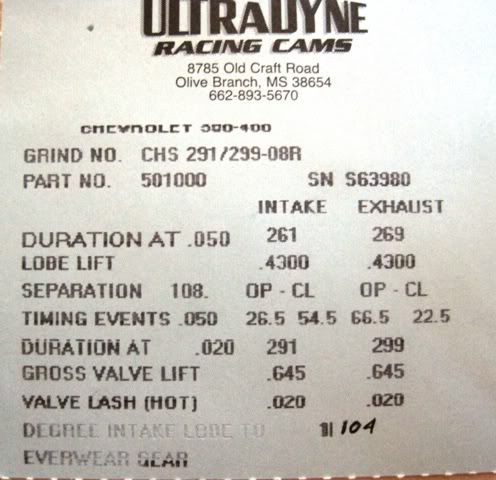 ULTRADYNE
RACING CAMS
8785 Old Craft Road
Olive Branch, MS 38654
662-893-5670
CHEVROLET
GRIND NO. CHS 291/299-08R
PART NO. 501000 SN S63980
INTAKE EXHAUST
DURATION AT .050 261 269
LOBE LIFT .4300 .4300
SEPARATION 108. OP - CL OP - CL
TIMING EVENTS .050 26.5 54.5 66.5 22.5
DURATION AT .020 291 299
GROSS VALVE LIFT .645 .645
VALVE LASH (HOT) .020 .020
DEGREE INTAKE LOBE TO 104
EVERWEAR GEAR